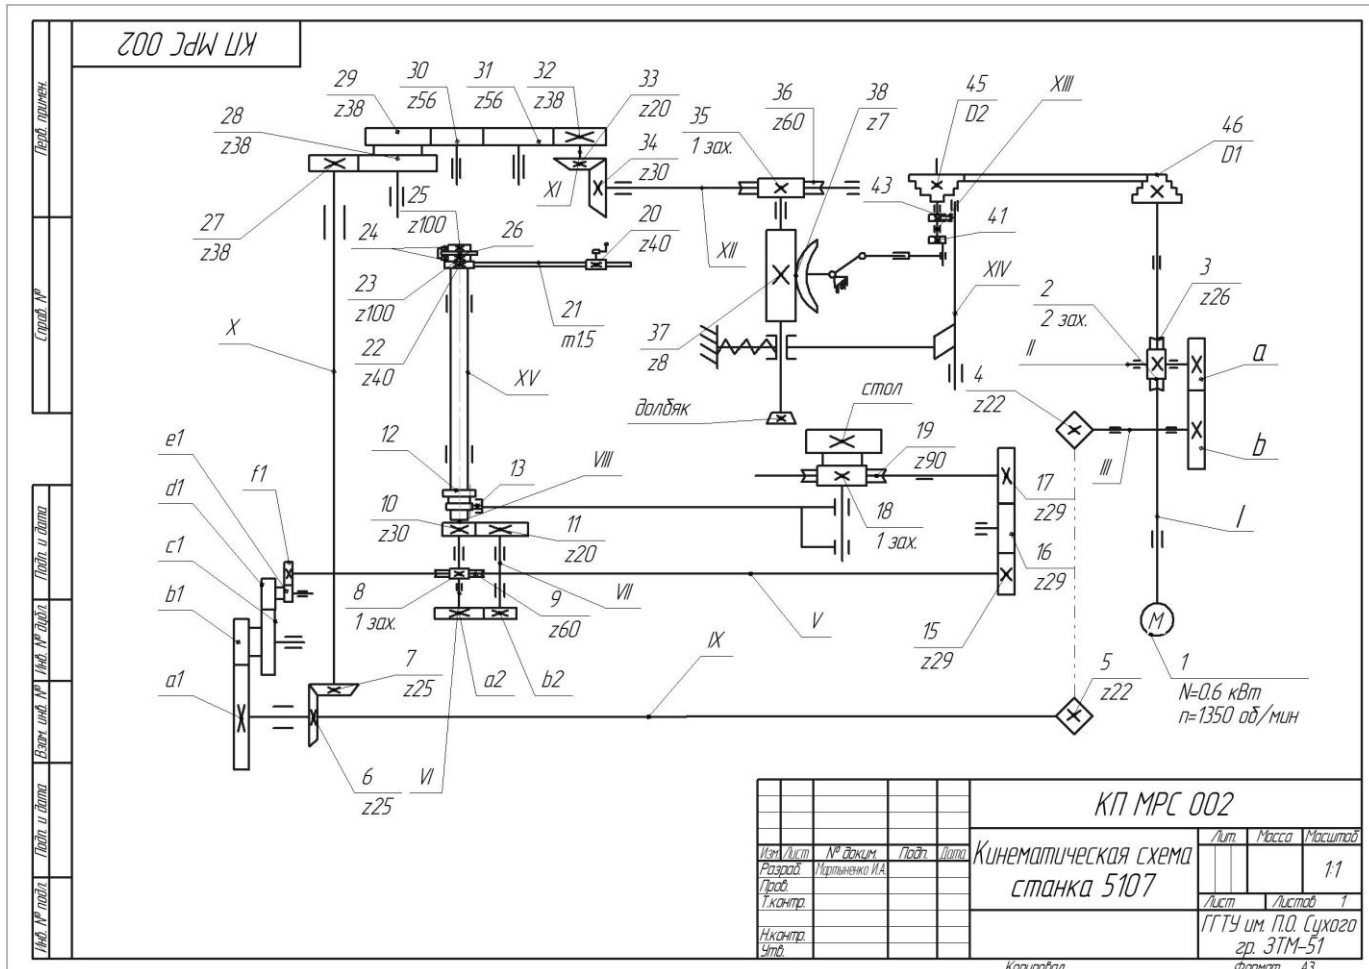 КП МРС 002
Перв. примен.
Справ. №
Подп. и дата
Инв. № дубл.
Взам. инв. №
Подп. и дата
Инв. № подл.
29
z38
30
z56
31
z56
32
z38
33
z20
35
1 зах.
36
z60
38
z7
45
D2
XIII
46
D1
28
z38
34
z30
27
z38
25
z100
XI
24
26
20
z40
43
41
XII
XIV
23
z100
21
m1.5
22
z40
XV
X
37
z8
2
2 зах.
3
z26
II
a
4
z22
долбяк
стол
b
III
e1
f1
12
13
VIII
19
z90
d1
c1
10
z30
11
z20
18
1 зах.
17
z29
16
z29
I
b1
8
1 зах.
9
z60
VII
V
15
z29
М
a1
7
z25
a2
b2
IX
5
z22
1
N=0.6 кВт
n=1350 об/мин
6
z25
VI
КП МРС 002
Изм. Лист № докум. Подп. Дата
Разраб. Мартыненко И.А.
Пров.
Т.контр.
Н.контр.
Утв.
Кинематическая схема
станка 5107
Лит. Масса Масштаб
1:1
Лист Листов 1
ГГТУ им. П.О. Сухого
гр. ЗТМ-51
Копировал Формат А3